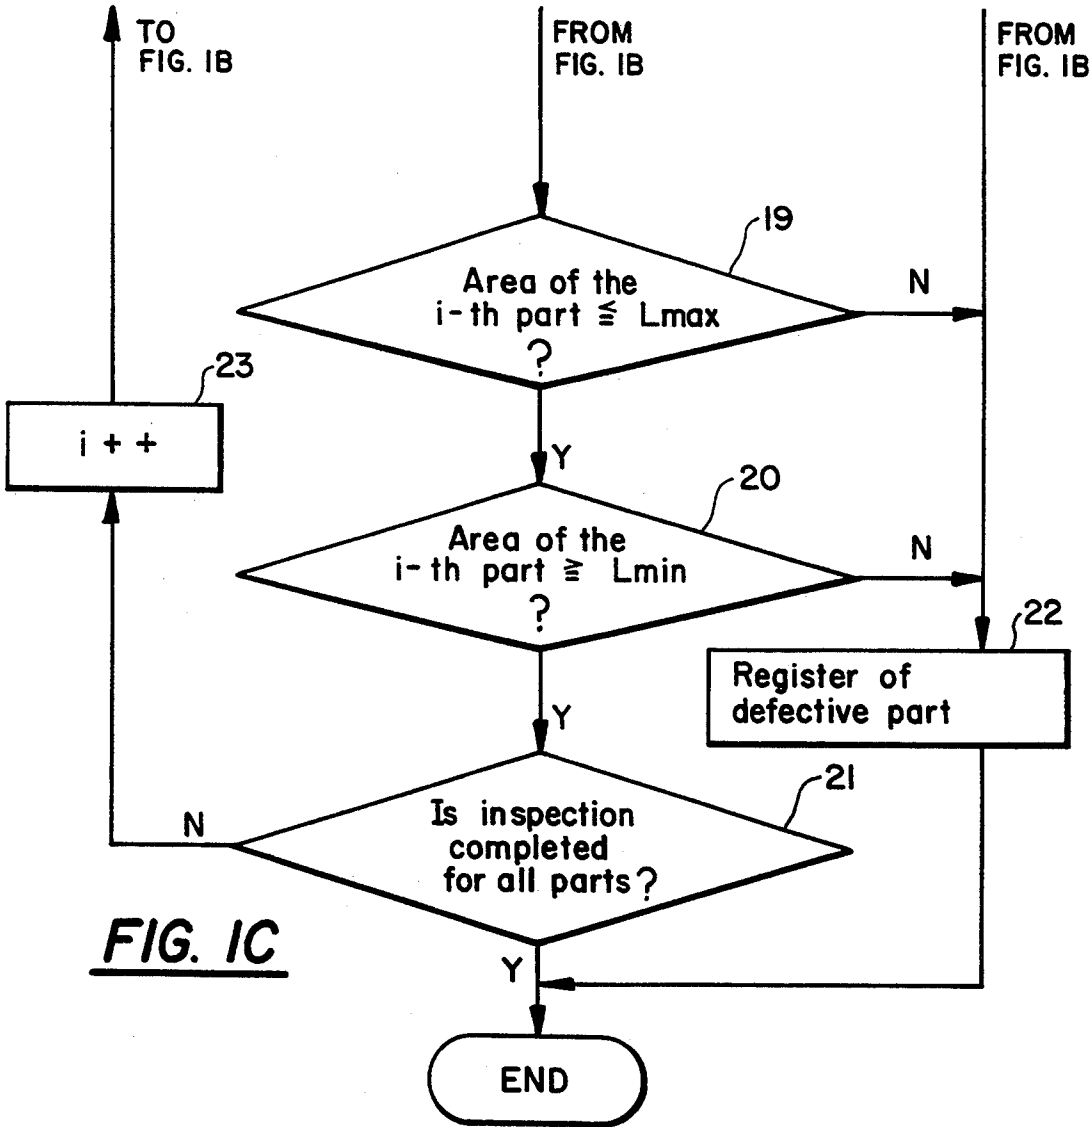 TO
FIG. 1B
FROM
FIG. 1B
FROM
FIG. 1B
19
Area of the
i-th part ≦ Lmax
?
N
23
i + +
Y
20
Area of the
i-th part ≧ Lmin
?
N
22
Register of
defective part
Y
21
Is inspection
completed
for all parts?
N
FIG. 1C
Y
END